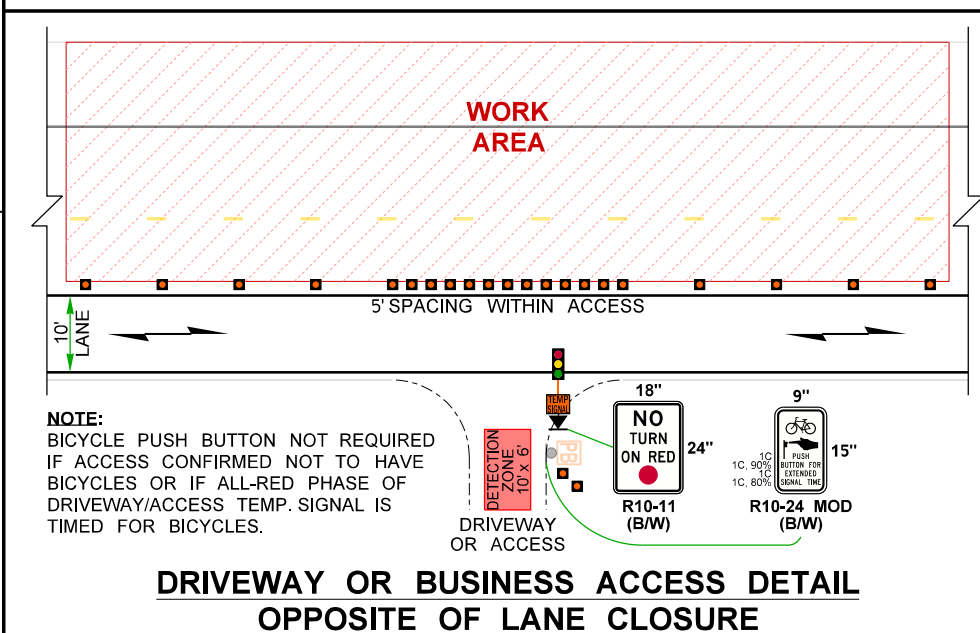 WORK
AREA
5' SPACING WITHIN ACCESS
10'
LANE
NOTE:
BICYCLE PUSH BUTTON NOT REQUIRED
IF ACCESS CONFIRMED NOT TO HAVE
BICYCLES OR IF ALL-RED PHASE OF
DRIVEWAY/ACCESS TEMP. SIGNAL IS
TIMED FOR BICYCLES.
TEMP
SIGNAL
PB
DETECTION
ZONE
10' x 6'
DRIVEWAY
OR ACCESS
18"
NO
TURN
ON RED
24"
R10-11
(B/W)
9"
1C
1C, 90%
1C
1C, 80%
PUSH
BUTTON FOR
EXTENDED
SIGNAL TIME
15"
R10-24 MOD
(B/W)
DRIVEWAY OR BUSINESS ACCESS DETAIL
OPPOSITE OF LANE CLOSURE